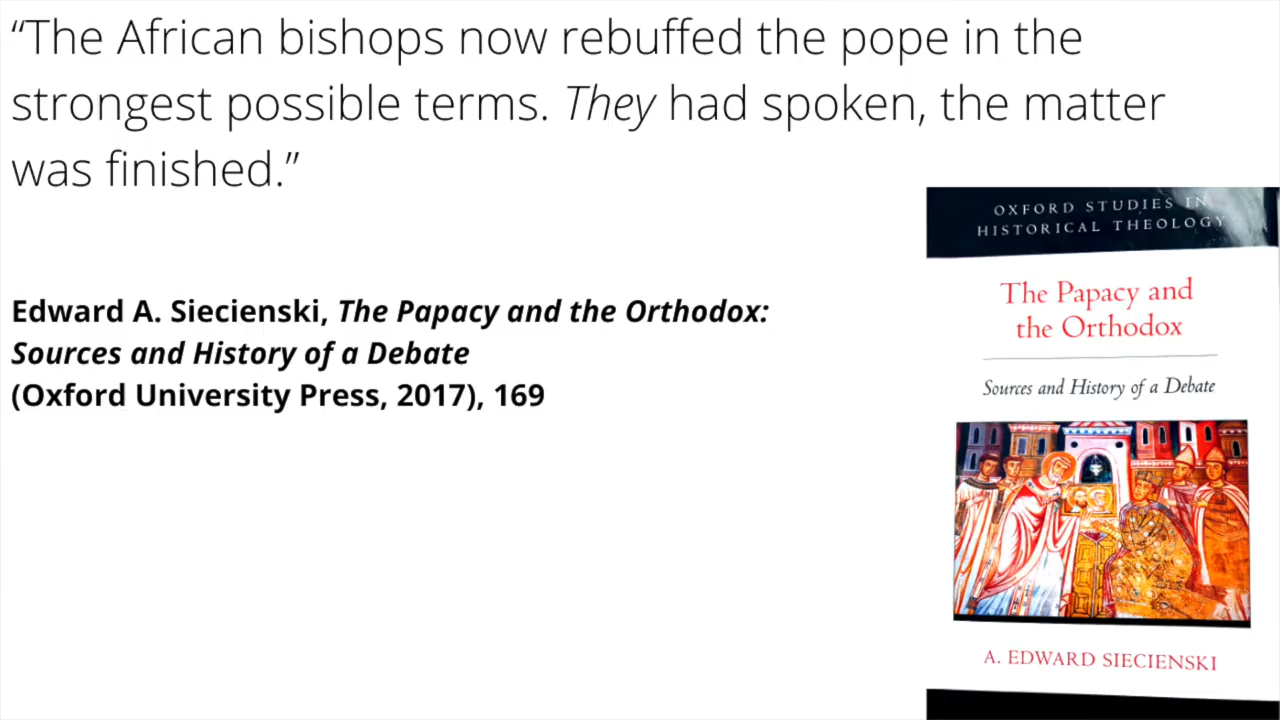 “The African bishops now rebuffed the pope in the
strongest possible terms. They had spoken, the matter
was finished.”
Edward A. Siecienski, The Papacy and the Orthodox:
Sources and History of a Debate
(Oxford University Press, 2017), 169
OXFORD STUDIES IN
HISTORICAL THEOLOGY
The Papacy and
the Orthodox
Sources and History of a Debate
A. EDWARD SIECIENSKI